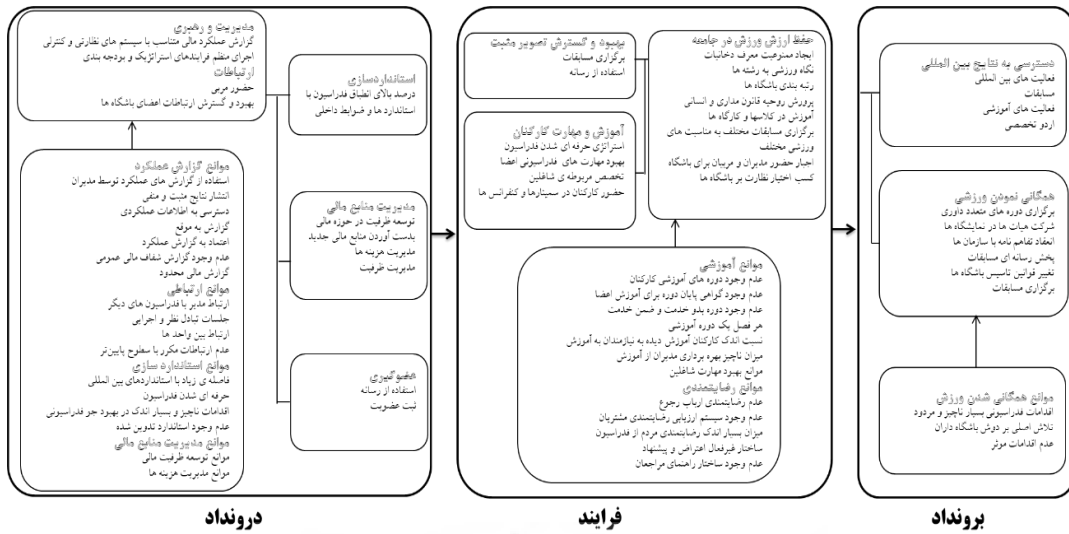 مدیریت و رهبری
گزارش عملکرد مالی متناسب با سیستم های نظارتی و کنترلی
اجرای منظم فرایندهای استراتژیک و بودجه بندی
ارتباطات
حضور مربی
بهبود و گسترش ارتباطات اعضای باشگاه ها
موانع گزارش عملکرد
استفاده از گزارش های عملکرد توسط مدیران
انتشار نتایج مثبت و منفی
دسترسی به اطلاعات عملکردی
گزارش به موقع
اعتماد به گزارش عملکرد
عدم وجود گزارش شفاف مالی عمومی
گزارش مالی محدود
موانع ارتباطی
ارتباط مدیر با فدراسیون های دیگر
جلسات تبادل نظر و اجرایی
ارتباط بین واحد ها
عدم ارتباطات مکرر با سطوح پایین‌تر
موانع استاندارد سازی
فاصله ی زیاد با استانداردهای بین المللی
حرفه ای شدن فدراسیون
اقدامات ناچیز و بسیار اندک در بهبود جو فدراسیونی
عدم وجود استاندارد تدوین شده
موانع مدیریت منابع مالی
موانع توسعه ظرفیت مالی
موانع مدیریت هزینه ها
استانداردسازی
درصد بالای انطباق فدراسیون با
استاندارد ها و ضوابط داخلی
مدیریت منابع مالی
توسعه ظرفیت در حوزه مالی
بدست آوردن منابع مالی جدید
مدیریت هزینه ها
مدیریت ظرفیت
عضوگیری
استفاده از رسانه
ثبت عضویت
درونداد
بهبود و گسترش تصویر مثبت
برگزاری مسابقات
استفاده از رسانه
آموزش و مهارت کارکنان
استراتژی حرفه ای شدن فدراسیون
بهبود مهارت های فدراسیونی اعضا
تخصص مربوطه ی شاغلین
حضور کارکنان در سمینارها و کنفرانس ها
حفظ ارزش ورزش در جامعه
ایجاد ممنوعیت معرف دخانیات
نگاه ورزشی به رشته ها
رتبه بندی باشگاه ها
پرورش روحیه قانون مداری و انسانی
آموزش در کلاسها و کارگاه ها
برگزاری مسابقات مختلف به مناسبت های
ورزشی مختلف
اجبار حضور مدیران و مربیان برای باشگاه
کسب اختیار نظارت بر باشگاه ها
موانع آموزشی
عدم وجود دوره های آموزشی کارکنان
عدم وجود گواهی پایان دوره برای آموزش اعضا
عدم وجود دوره بدو خدمت و ضمن خدمت
هر فصل یک دوره آموزشی
نسبت اندک کارکنان آموزش دیده به نیازمندان به آموزش
میزان ناچیز بهره برداری مدیران از آموزش
موانع بهبود مهارت شاغلین
موانع رضایتمندی
عدم رضایتمندی ارباب رجوع
عدم وجود سیستم ارزیابی رضایتمندی مشتریان
میزان بسیار اندک رضایتمندی مردم از فدراسیون
ساختار غیرفعال اعتراض و پیشنهاد
عدم وجود ساختار راهنمای مراجعان
فرایند
دسترسی به نتایج بین المللی
فعالیت های بین المللی
مسابقات
فعالیت های آموزشی
اردو تخصصی
همگانی نمودن ورزشی
برگزاری دوره های متعدد داوری
شرکت هیات ها در نمایشگاه ها
انعقاد تفاهم نامه با سازمان ها
پخش رسانه ای مسابقات
تغییر قوانین تاسیس باشگاه ها
برگزاری مسابقات
موانع همگانی شدن ورزش
اقدامات فدراسیونی بسیار ناچیز و مردود
تلاش اصلی بر دوش باشگاه داران
عدم اقدامات موثر
برونداد